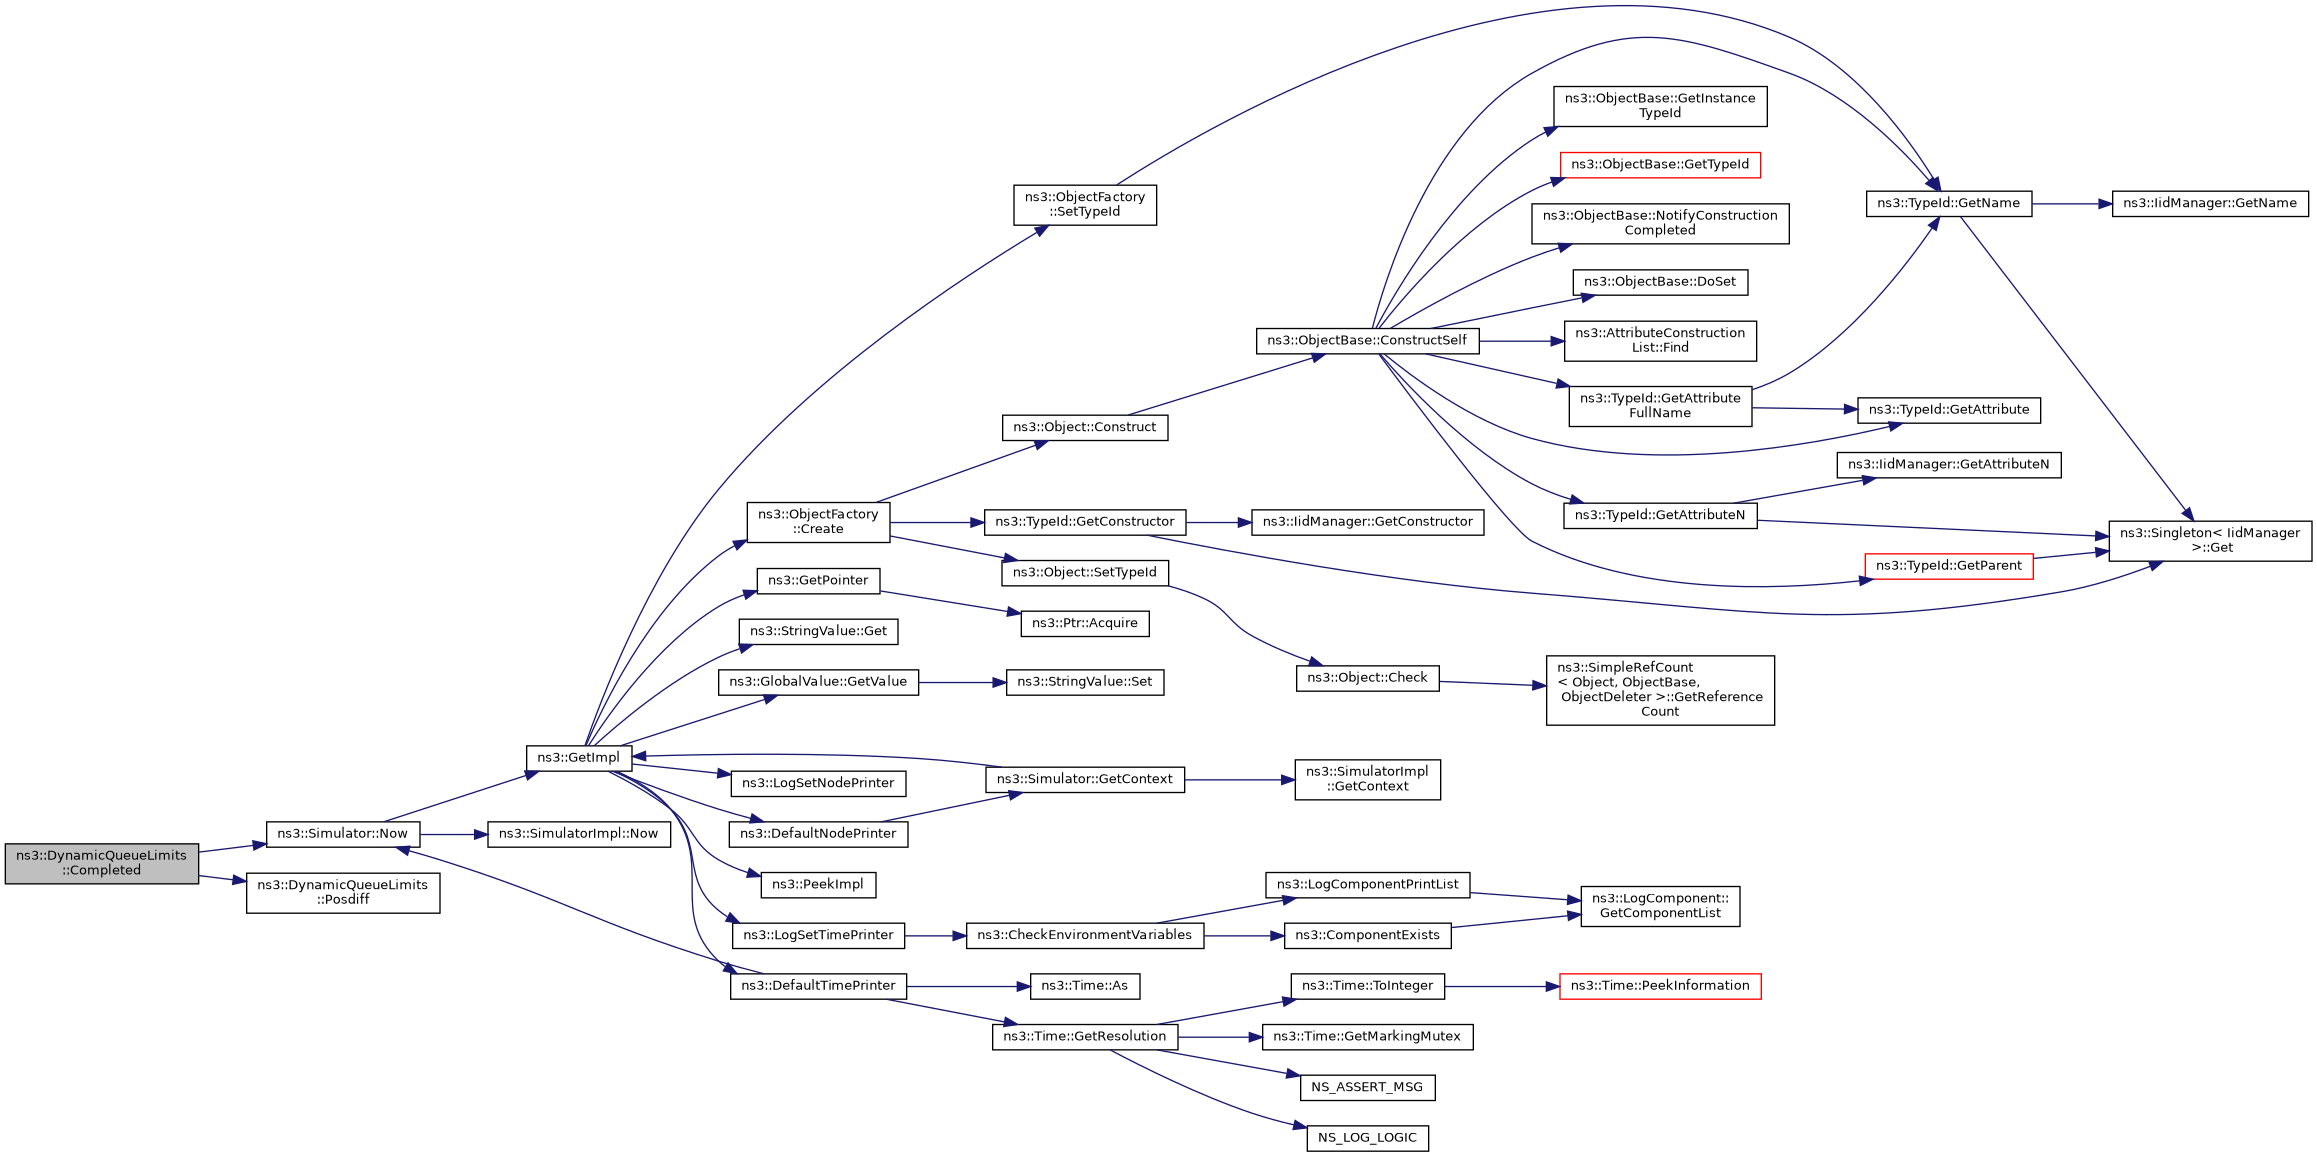 ns3::DynamicQueueLimits
::Completed
ns3::Simulator::Now
ns3::DynamicQueueLimits
::Posdiff
ns3::GetImpl
ns3::SimulatorImpl::Now
ns3::ObjectFactory
::SetTypeId
ns3::ObjectFactory
::Create
ns3::GetPointer
ns3::StringValue::Get
ns3::GlobalValue::GetValue
ns3::LogSetNodePrinter
ns3::DefaultNodePrinter
ns3::PeekImpl
ns3::LogSetTimePrinter
ns3::DefaultTimePrinter
ns3::Object::Construct
ns3::TypeId::GetConstructor
ns3::Object::SetTypeId
ns3::Ptr::Acquire
ns3::StringValue::Set
ns3::Simulator::GetContext
ns3::CheckEnvironmentVariables
ns3::Time::As
ns3::Time::GetResolution
ns3::ObjectBase::ConstructSelf
ns3::IidManager::GetConstructor
ns3::Object::Check
ns3::SimulatorImpl
::GetContext
ns3::LogComponentPrintList
ns3::ComponentExists
ns3::Time::ToInteger
ns3::Time::GetMarkingMutex
NS_ASSERT_MSG
NS_LOG_LOGIC
ns3::ObjectBase::GetInstance
TypeId
ns3::ObjectBase::GetTypeId
ns3::ObjectBase::NotifyConstruction
Completed
ns3::ObjectBase::DoSet
ns3::AttributeConstruction
List::Find
ns3::TypeId::GetAttribute
FullName
ns3::TypeId::GetAttributeN
ns3::SimpleRefCount
< Object, ObjectBase,
ObjectDeleter >::GetReference
Count
ns3::LogComponent::
GetComponentList
ns3::Time::PeekInformation
ns3::TypeId::GetName
ns3::TypeId::GetAttribute
ns3::IidManager::GetAttributeN
ns3::TypeId::GetParent
ns3::IidManager::GetName
ns3::Singleton< IidManager
>::Get